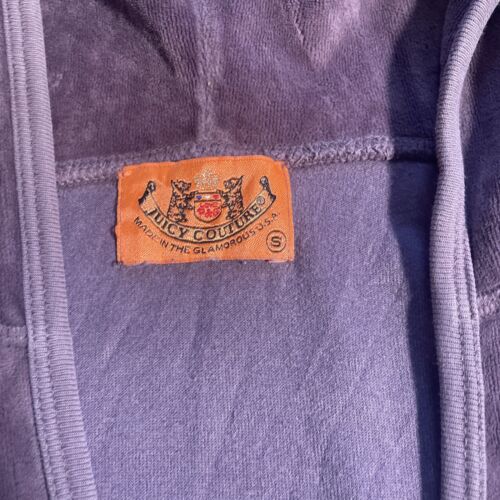 JUICY COUTURE®
MADE IN THE GLAMOROUS U.S.A.
S